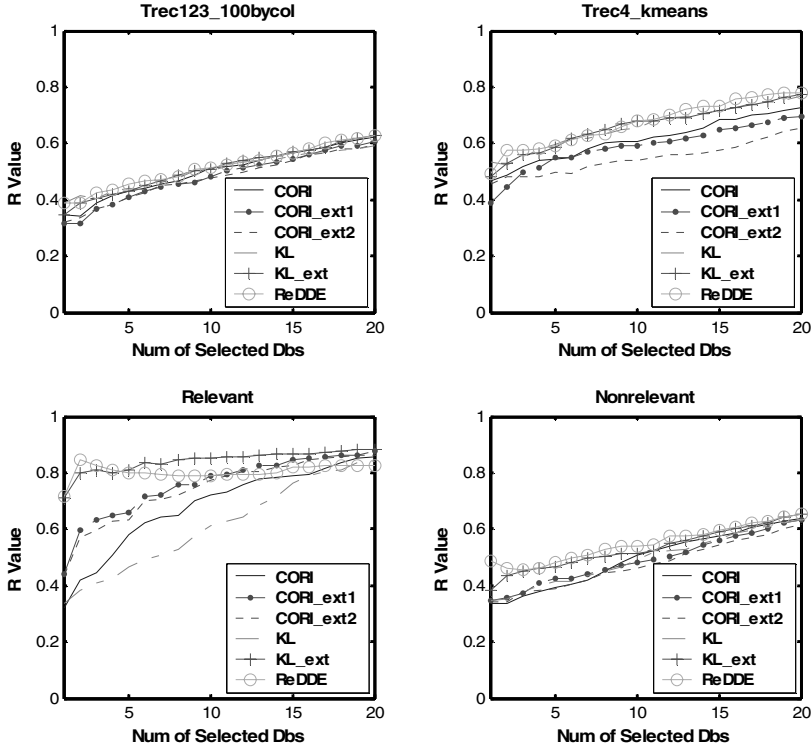 Trec123_100bycol
1
0.8
0.6
0.4
0.2
0
R Value
5
10
15
20
Num of Selected Dbs
CORI
CORI_ext1
CORI_ext2
KL
KL_ext
ReDDE
Trec4_kmeans
1
0.8
0.6
0.4
0.2
0
R Value
5
10
15
20
Num of Selected Dbs
CORI
CORI_ext1
CORI_ext2
KL
KL_ext
ReDDE
Relevant
1
0.8
0.6
0.4
0.2
0
R Value
5
10
15
20
Num of Selected Dbs
CORI
CORI_ext1
CORI_ext2
KL
KL_ext
ReDDE
Nonrelevant
1
0.8
0.6
0.4
0.2
0
R Value
5
10
15
20
Num of Selected Dbs
CORI
CORI_ext1
CORI_ext2
KL
KL_ext
ReDDE